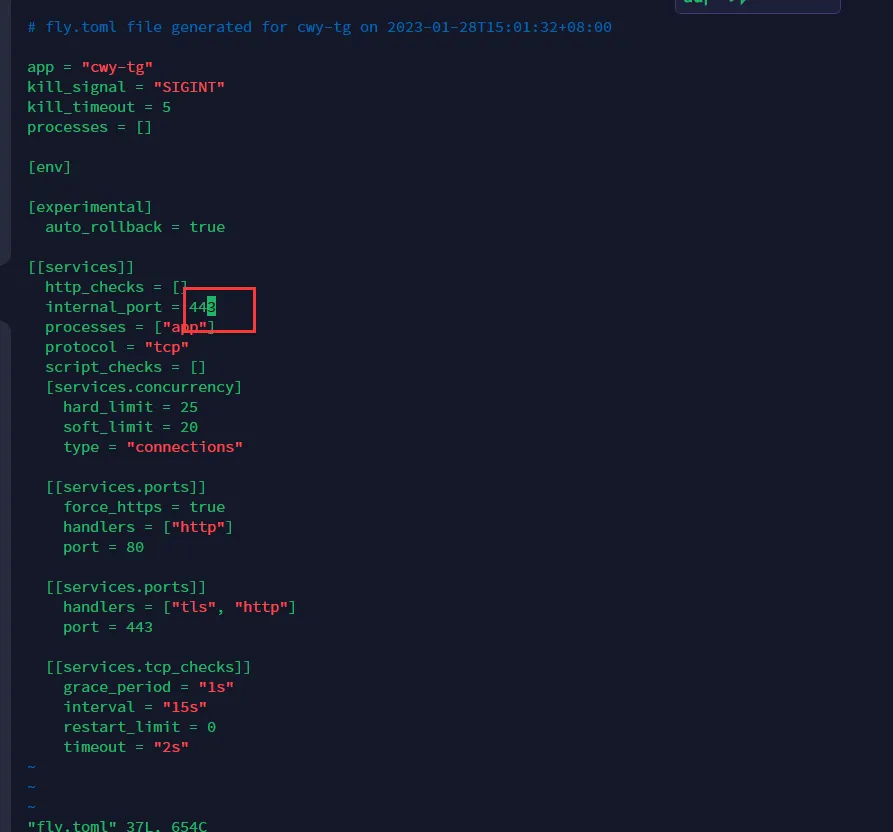 # fly.toml file generated for cwy-tg on 2023-01-28T15:01:32+08:00
app = "cwy-tg"
kill_signal = "SIGINT"
kill_timeout = 5
processes = []
[env]
[experimental]
auto_rollback = true
[[services]]
http_checks = []
internal_port = 443
processes = ["app"]
protocol = "tcp"
script_checks = []
[services.concurrency]
hard_limit = 25
soft_limit = 20
type = "connections"
[[services.ports]]
force_https = true
handlers = ["http"]
port = 80
[[services.ports]]
handlers = ["tls", "http"]
port = 443
[[services.tcp_checks]]
grace_period = "1s"
interval = "15s"
restart_limit = 0
timeout = "2s"
~
~
~
"fly.toml" 37L, 654C